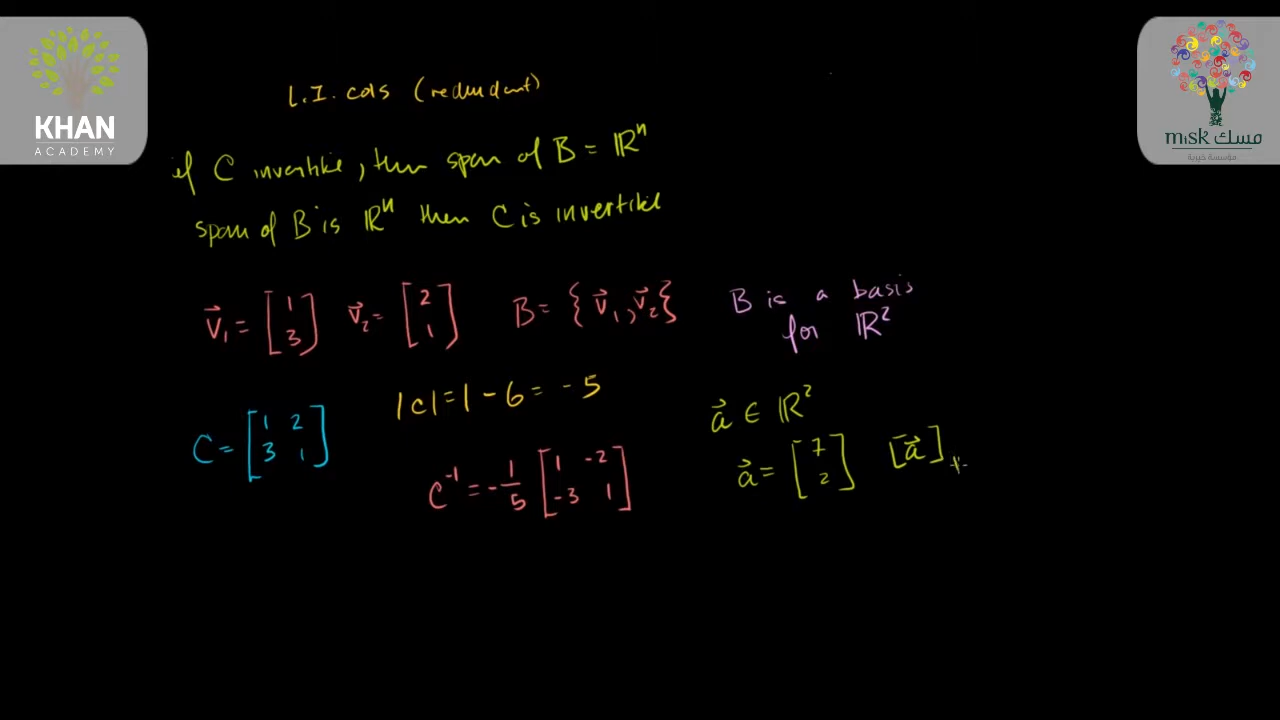 KHAN
ACADEMY
misk مسك
مؤسسة خيرية
L.I. cols (redundant)
if C invertible, then span of B = ℝⁿ
span of B is ℝⁿ then C is invertible
v⃗₁ = [1 3] v⃗₂ = [2 1] B = {v⃗₁, v⃗₂} B is a basis
for ℝ²
C = [1 2 3 1] |C| = 1 - 6 = -5
a⃗ ∈ ℝ²
C⁻¹ = -1/5 [1 -2 -3 1] a⃗ = [7 2] [a⃗]